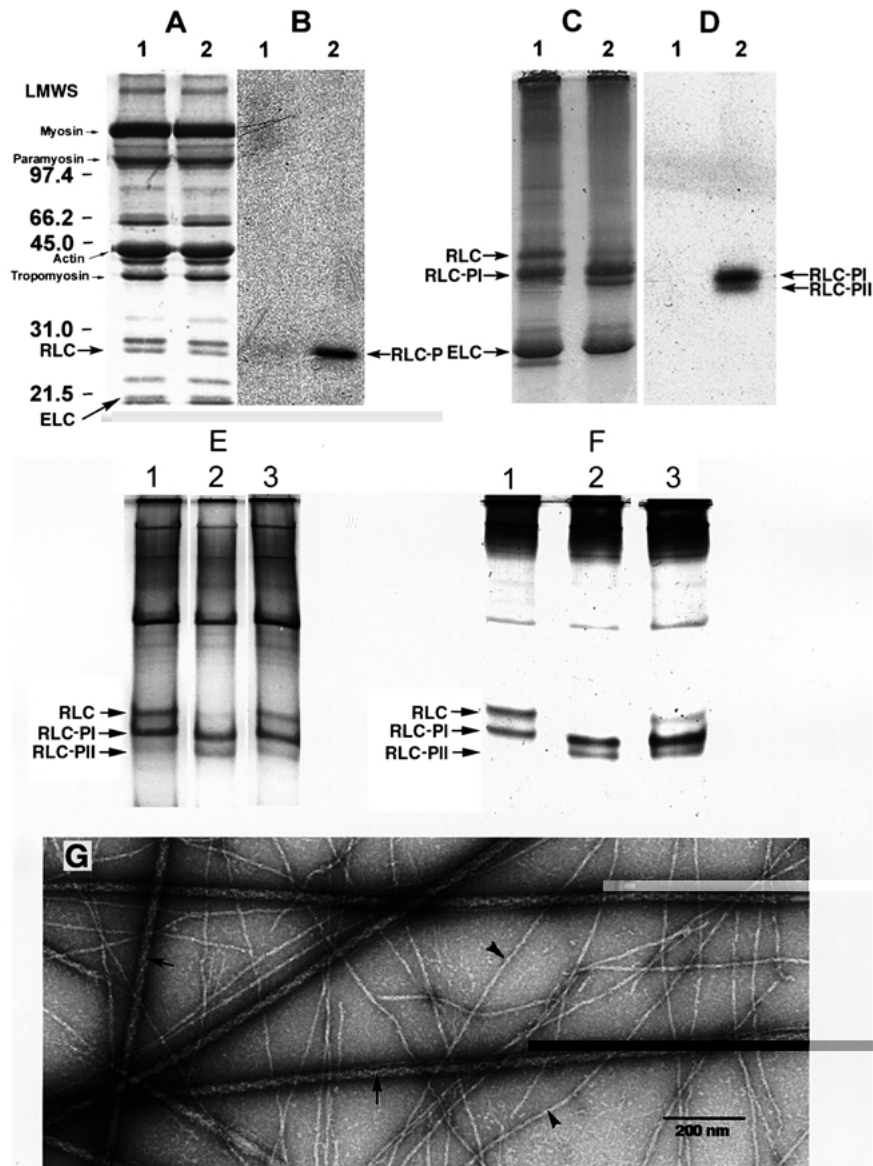 A B C D
1 2 1 2 1 2 1 2
LMWS
Myosin
Paramyosin
97.4
66.2
45.0
Actin
Tropomyosin
31.0
RLC
21.5
ELC
RLC-P
RLC
RLC-PI
ELC
RLC-PI
RLC-PII
E F
1 2 3 1 2 3
RLC
RLC-PI
RLC-PII
RLC
RLC-PI
RLC-PII
G
200 nm